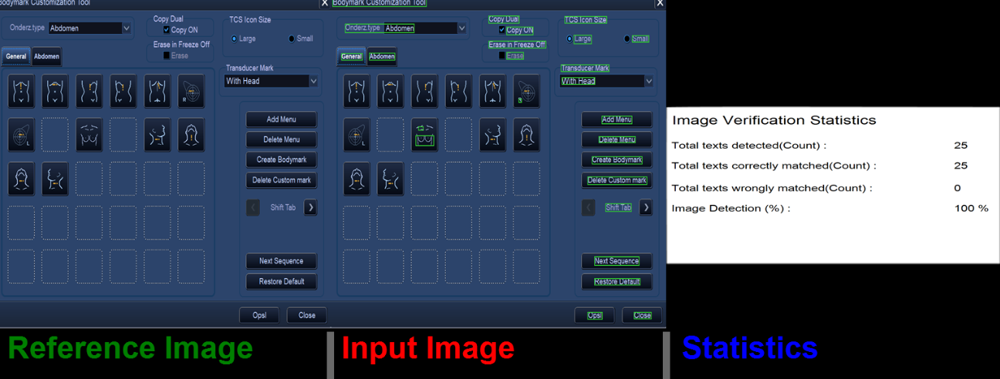 Bodymark Customization Tool X
Onderz.type Abdomen
Copy Dual
Copy ON
Erase in Freeze Off
Erase
TCS Icon Size
Large Small
General Abdomen
Transducer Mark
With Head
R
L
Add Menu
Delete Menu
Create Bodymark
Delete Custom mark
Shift Tab
Next Sequence
Restore Default
Opsl Close
Reference Image
Bodymark Customization Tool X
Onderz.type Abdomen
Copy Dual
Copy ON
Erase in Freeze Off
Erase
TCS Icon Size
Large Small
General Abdomen
Transducer Mark
With Head
L
Add Menu
Delete Menu
Create Bodymark
Delete Custom mark
Shift Tab
Next Sequence
Restore Default
Opsl Close
Input Image
Image Verification Statistics
Total texts detected(Count) : 25
Total texts correctly matched(Count) : 25
Total texts wrongly matched(Count) : 0
Image Detection (%) : 100 %
Statistics